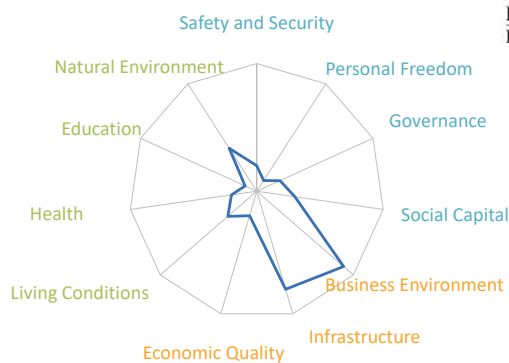 Safety and Security
Personal Freedom
Governance
Social Capital
Business Environment
Infrastructure
Economic Quality
Living Conditions
Health
Education
Natural Environment